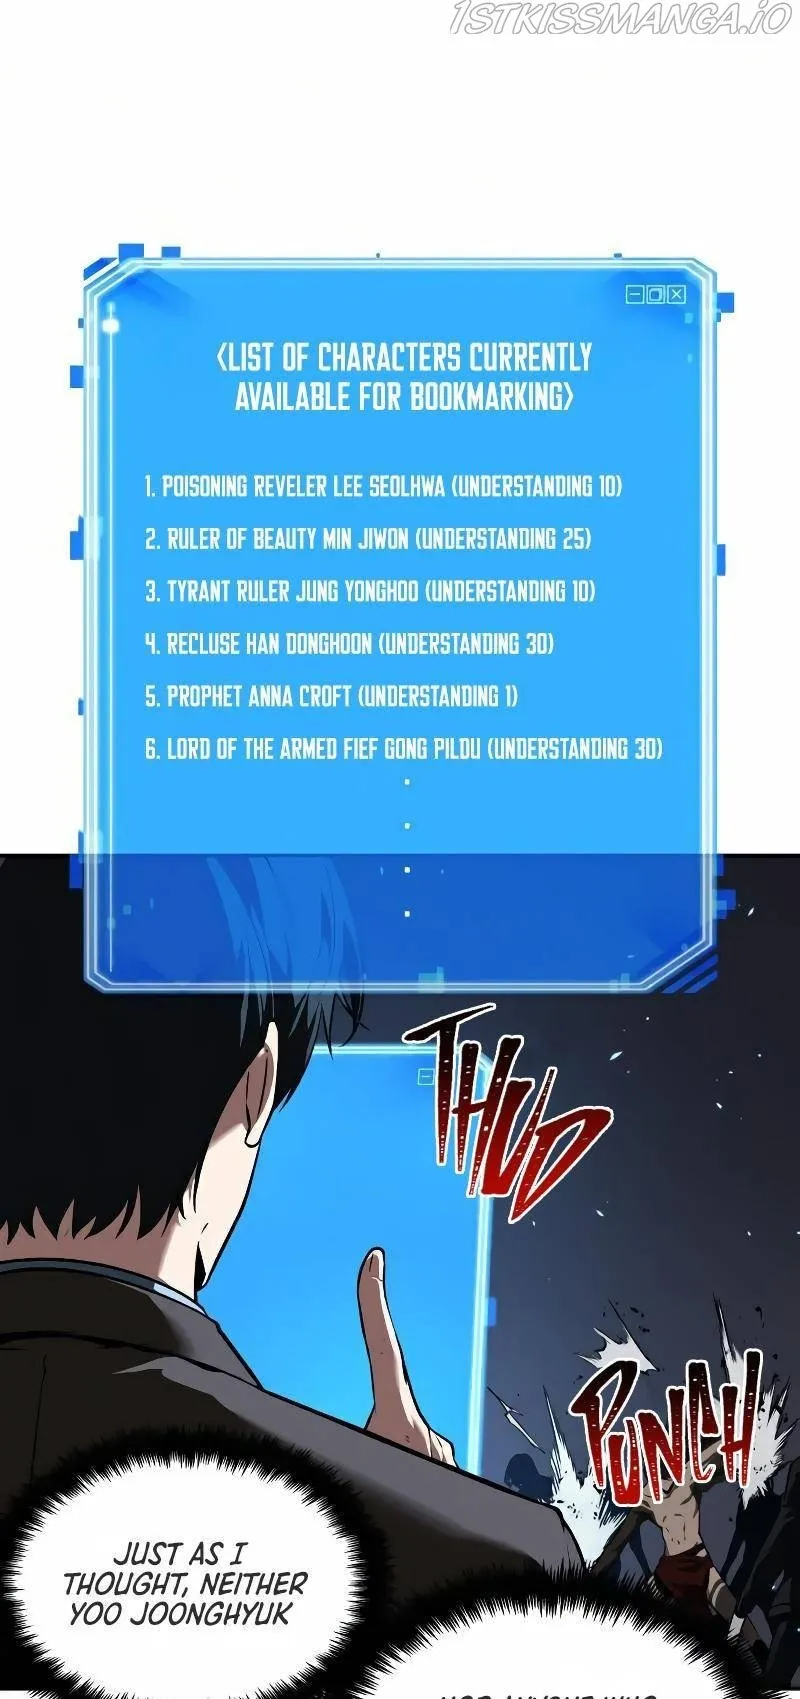 1STKISSMANGA.IO
<LIST OF CHARACTERS CURRENTLY
AVAILABLE FOR BOOKMARKING>
1. POISONING REVELER LEE SEOLHWA (UNDERSTANDING 10)
2. RULER OF BEAUTY MIN JIWON (UNDERSTANDING 25)
3. TYRANT RULER JUNG YONGHOO (UNDERSTANDING 10)
4. RECLUSE HAN DONGHOON (UNDERSTANDING 30)
5. PROPHET ANNA CROFT (UNDERSTANDING 1)
6. LORD OF THE ARMED FIEF GONG PILDU (UNDERSTANDING 30)
THUD
PUNCH
JUST AS I
THOUGHT, NEITHER
YOO JOONGHYUK